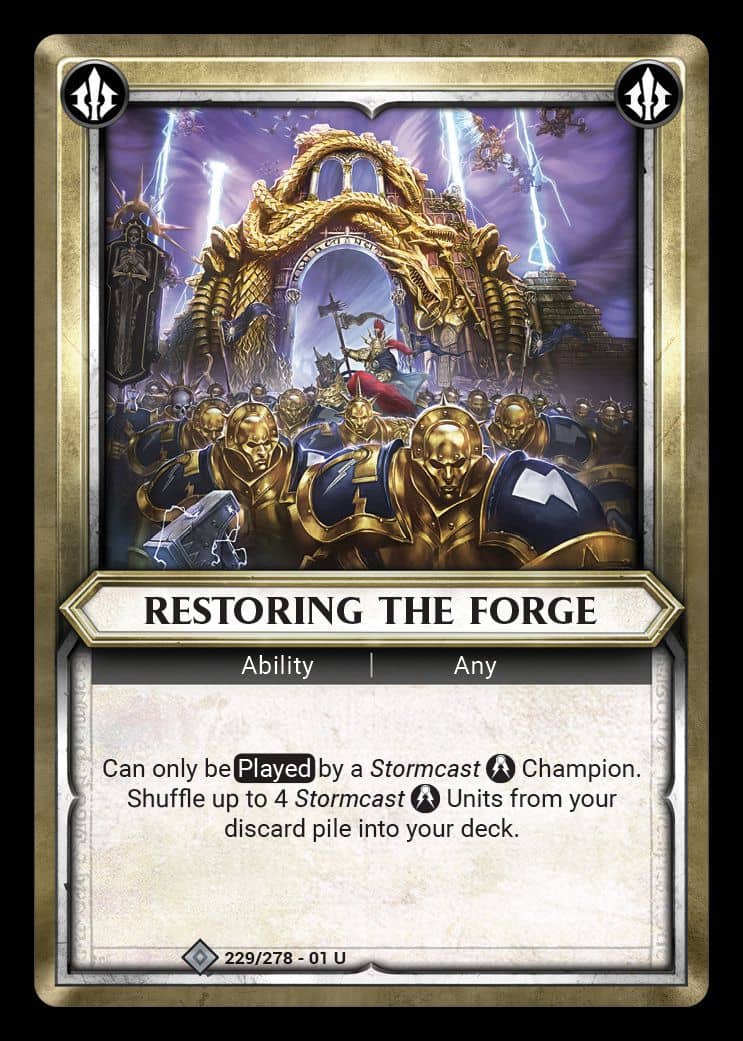 RESTORING THE FORGE
Ability | Any
Can only be Played by a Stormcast Champion.
Shuffle up to 4 Stormcast Units from your
discard pile into your deck.
229/278 - 01 U